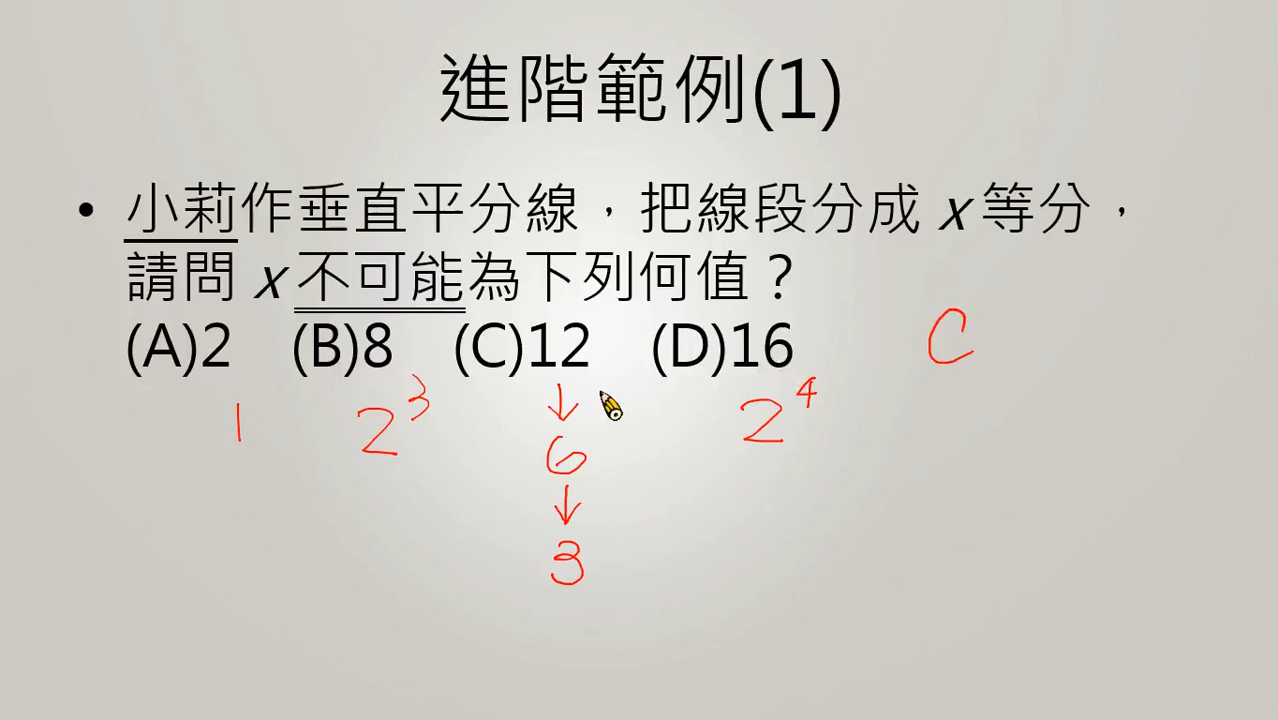 進階範例(1)
• 小莉作垂直平分線，把線段分成 x 等分，
請問 x 不可能為下列何值？
(A)2 (B)8 (C)12 (D)16
C
1 2³ ↓ 2⁴
6
↓
3